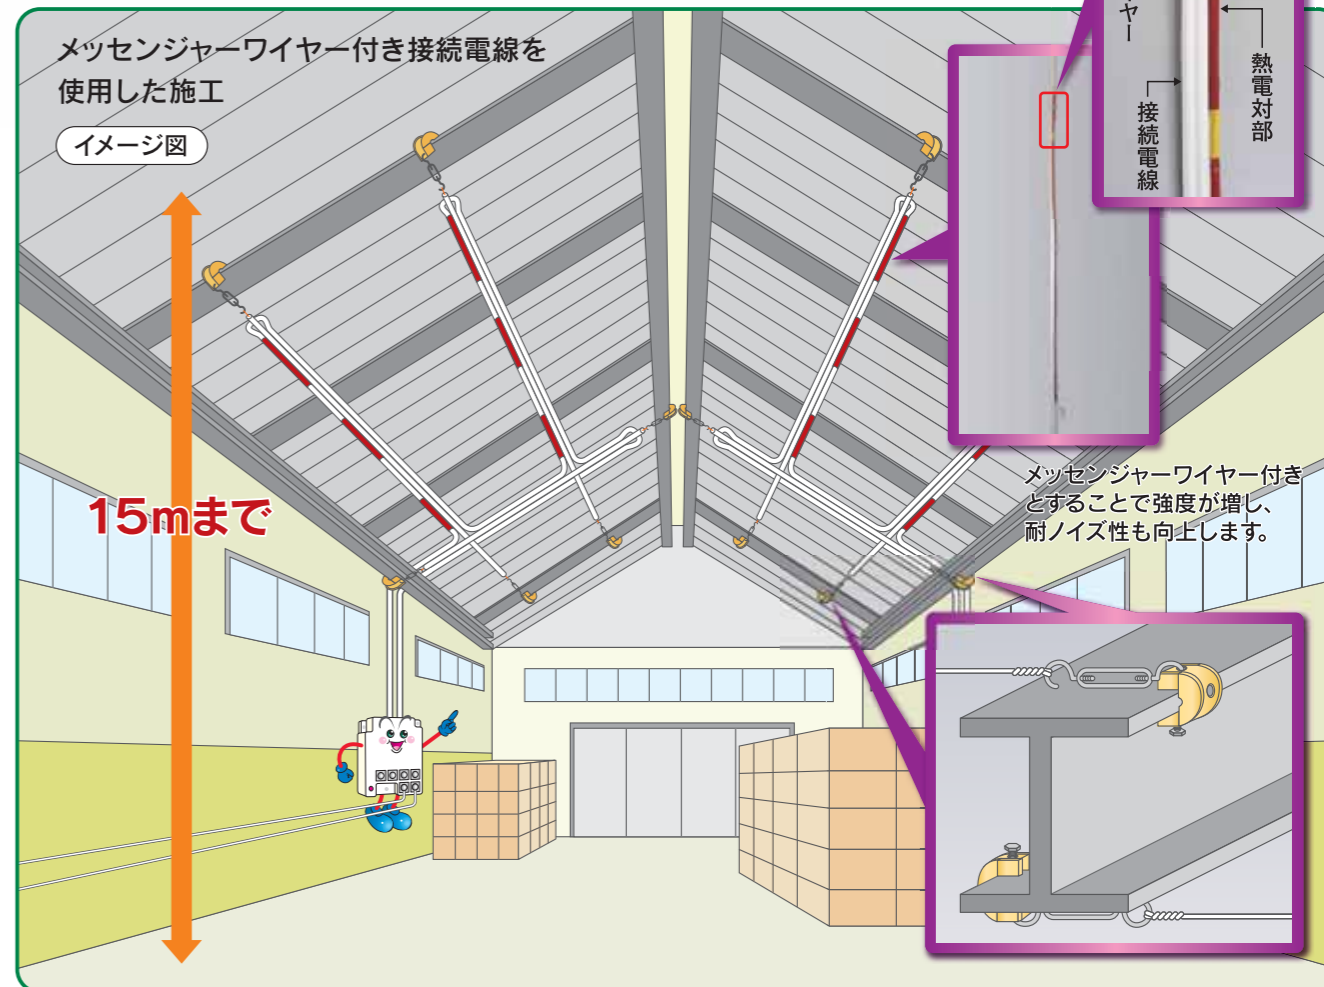 メッセンジャーワイヤー付き接続電線を
使用した施工
イメージ図
15mまで
ヤー
接続電線
熱電対部
メッセンジャーワイヤー付き
とすることで強度が増し、
耐ノイズ性も向上します。